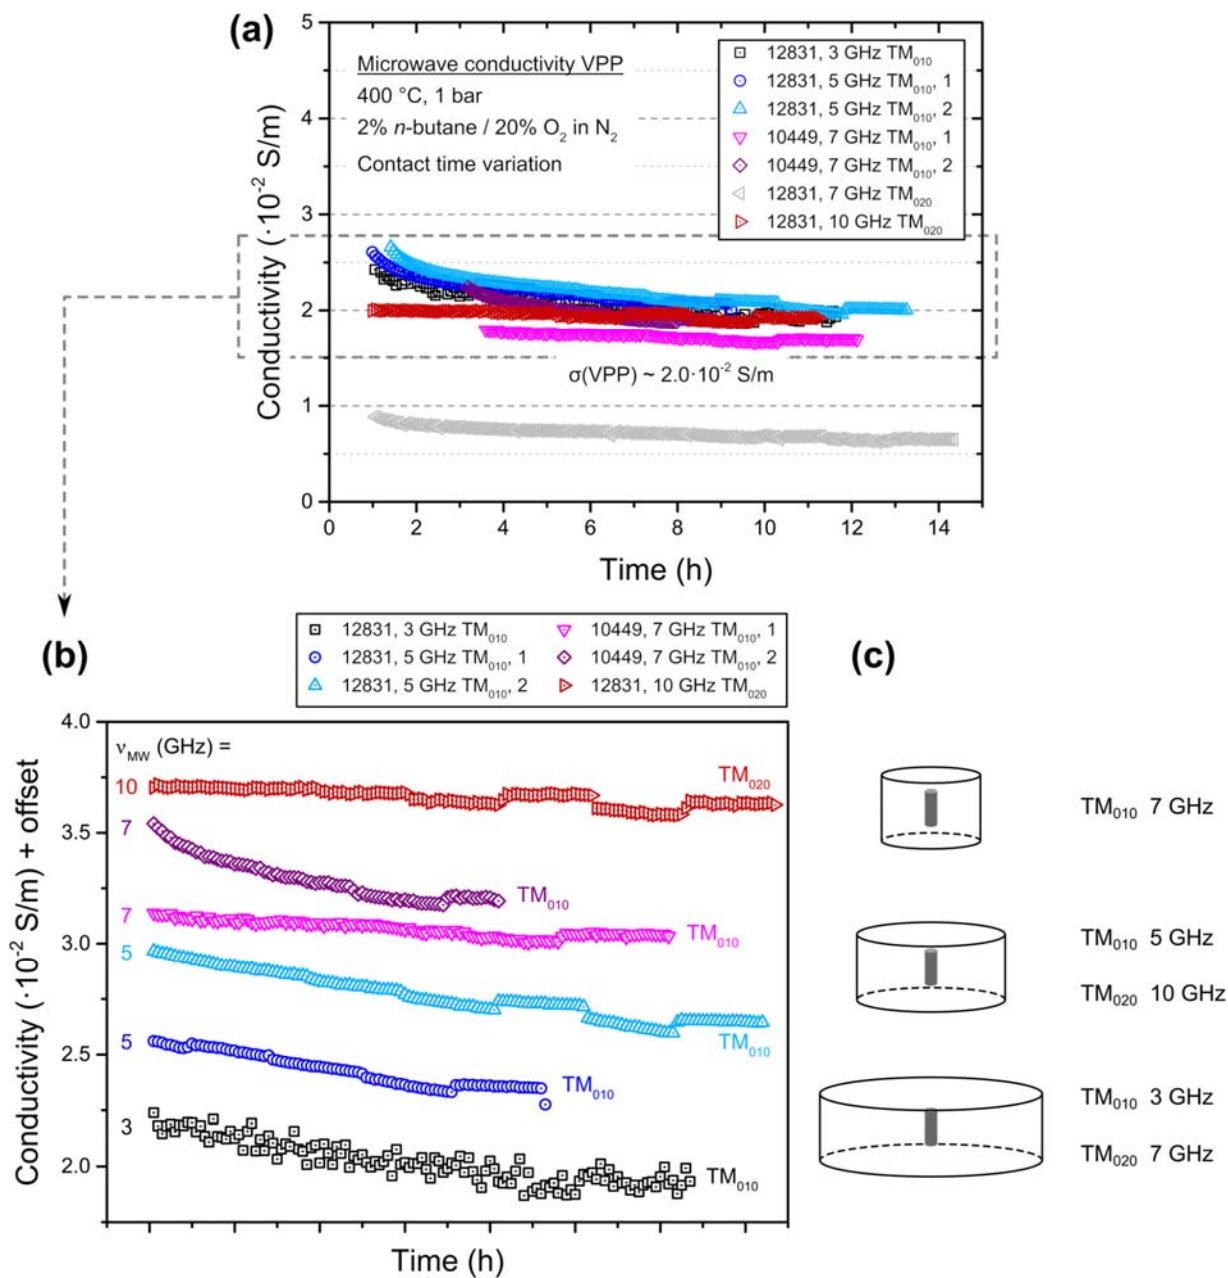 (a)
Conductivity (·10⁻² S/m)
5
4
3
2
1
0
Microwave conductivity VPP
400 °C, 1 bar
2% n-butane / 20% O₂ in N₂
Contact time variation
12831, 3 GHz TM₀₁₀
12831, 5 GHz TM₀₁₀, 1
12831, 5 GHz TM₀₁₀, 2
10449, 7 GHz TM₀₁₀, 1
10449, 7 GHz TM₀₁₀, 2
12831, 7 GHz TM₀₂₀
12831, 10 GHz TM₀₂₀
σ(VPP) ~ 2.0·10⁻² S/m
0 2 4 6 8 10 12 14
Time (h)
(b)
12831, 3 GHz TM₀₁₀ 10449, 7 GHz TM₀₁₀, 1
12831, 5 GHz TM₀₁₀, 1 10449, 7 GHz TM₀₁₀, 2
12831, 5 GHz TM₀₁₀, 2 12831, 10 GHz TM₀₂₀
Conductivity (·10⁻² S/m) + offset
4.0
3.5
3.0
2.5
2.0
ν_MW (GHz) =
10 TM₀₂₀
7 TM₀₁₀
7 TM₀₁₀
5 TM₀₁₀
5 TM₀₁₀
3 TM₀₁₀
Time (h)
(c)
TM₀₁₀ 7 GHz
TM₀₁₀ 5 GHz
TM₀₂₀ 10 GHz
TM₀₁₀ 3 GHz
TM₀₂₀ 7 GHz